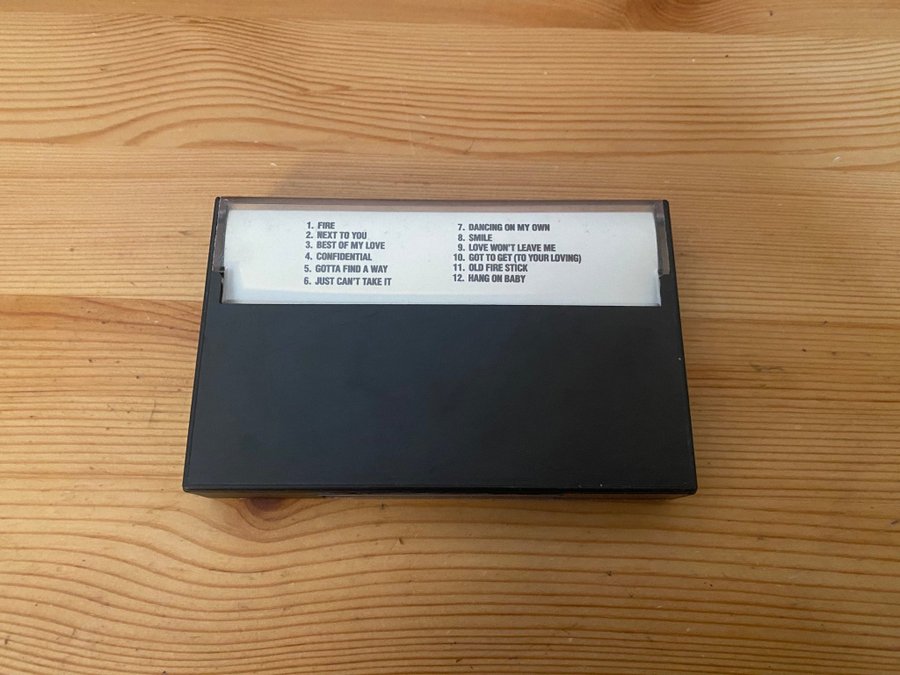 1. FIRE
2. NEXT TO YOU
3. BEST OF MY LOVE
4. CONFIDENTIAL
5. GOTTA FIND A WAY
6. JUST CAN'T TAKE IT
7. DANCING ON MY OWN
8. SMILE
9. LOVE WON'T LEAVE ME
10. GOT TO GET (TO YOUR LOVING)
11. OLD FIRE STICK
12. HANG ON BABY